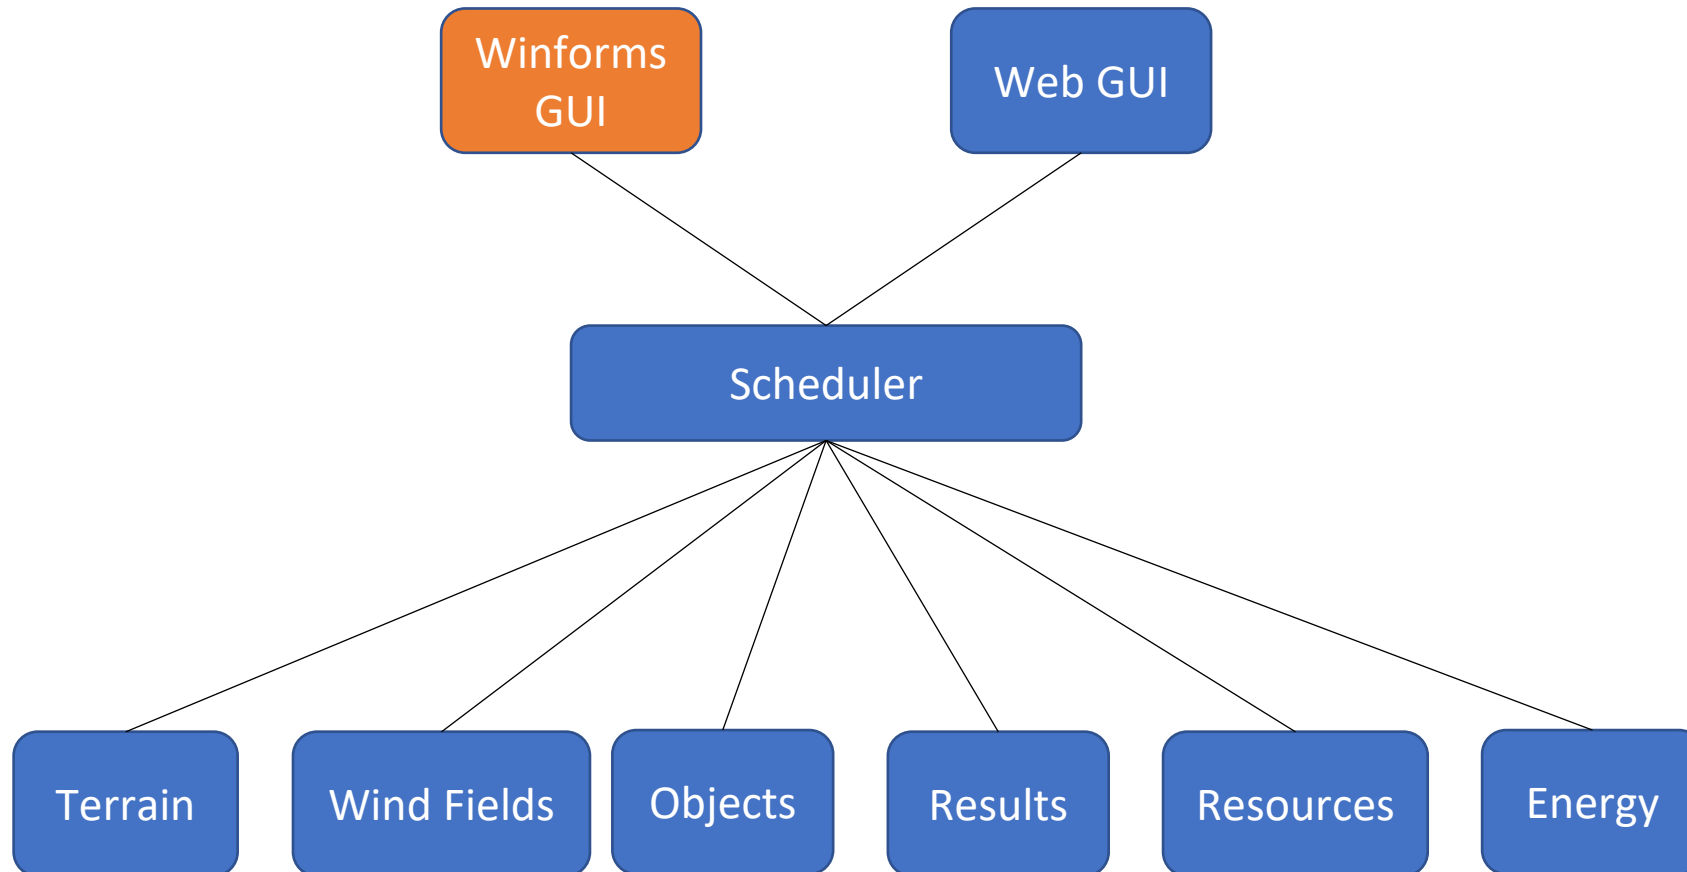 Winforms
GUI
Web GUI
Scheduler
Terrain
Wind Fields
Objects
Results
Resources
Energy